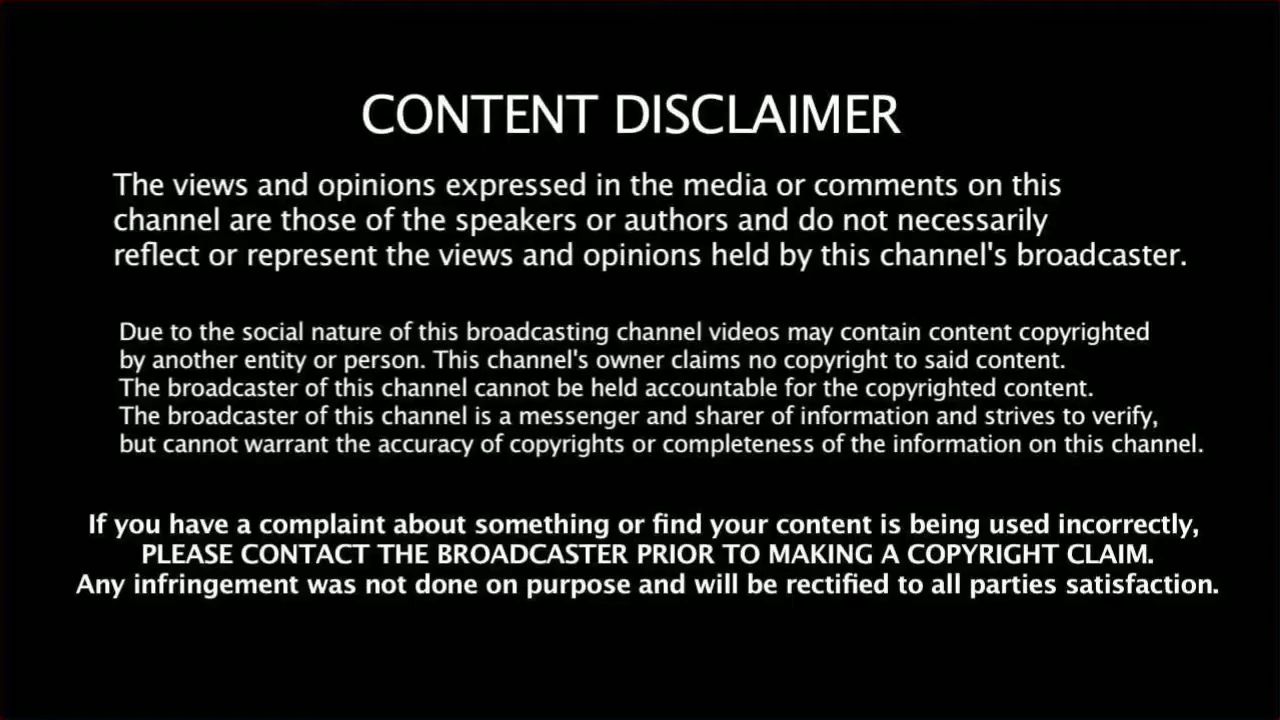 CONTENT DISCLAIMER
The views and opinions expressed in the media or comments on this
channel are those of the speakers or authors and do not necessarily
reflect or represent the views and opinions held by this channel's broadcaster.
Due to the social nature of this broadcasting channel videos may contain content copyrighted
by another entity or person. This channel's owner claims no copyright to said content.
The broadcaster of this channel cannot be held accountable for the copyrighted content.
The broadcaster of this channel is a messenger and sharer of information and strives to verify,
but cannot warrant the accuracy of copyrights or completeness of the information on this channel.
If you have a complaint about something or find your content is being used incorrectly,
PLEASE CONTACT THE BROADCASTER PRIOR TO MAKING A COPYRIGHT CLAIM.
Any infringement was not done on purpose and will be rectified to all parties satisfaction.